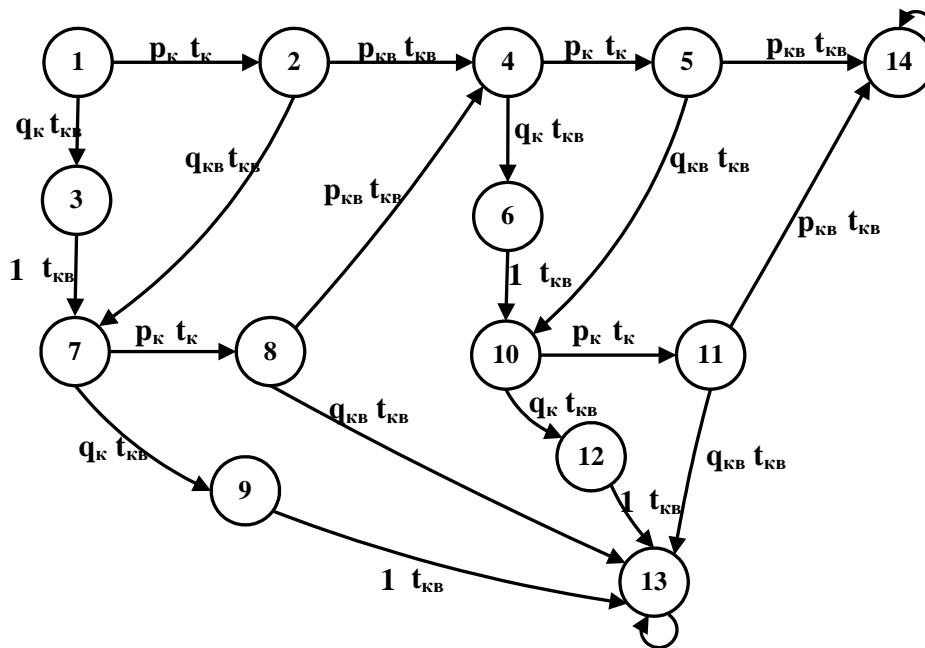 1 pк tк 2 pкв tкв 4 pк tк 5 pкв tкв 14
qк tкв qк tкв
qкв tкв qкв tкв
3 pкв tкв 6
pкв tкв
1 tкв 1 tкв
7 pк tк 8 10 pк tк 11
qкв tкв qк tкв
qк tкв 12 qкв tкв
9 1 tкв
1 tкв 13